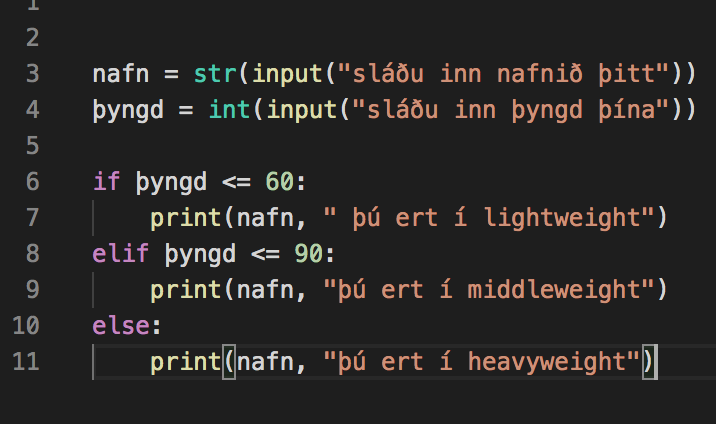 1
2
3 nafn = str(input("sláðu inn nafnið þitt"))
4 þyngd = int(input("sláðu inn þyngd þína"))
5
6 if þyngd <= 60:
7     print(nafn, " þú ert í lightweight")
8 elif þyngd <= 90:
9     print(nafn, "þú ert í middleweight")
10 else:
11     print(nafn, "þú ert í heavyweight")